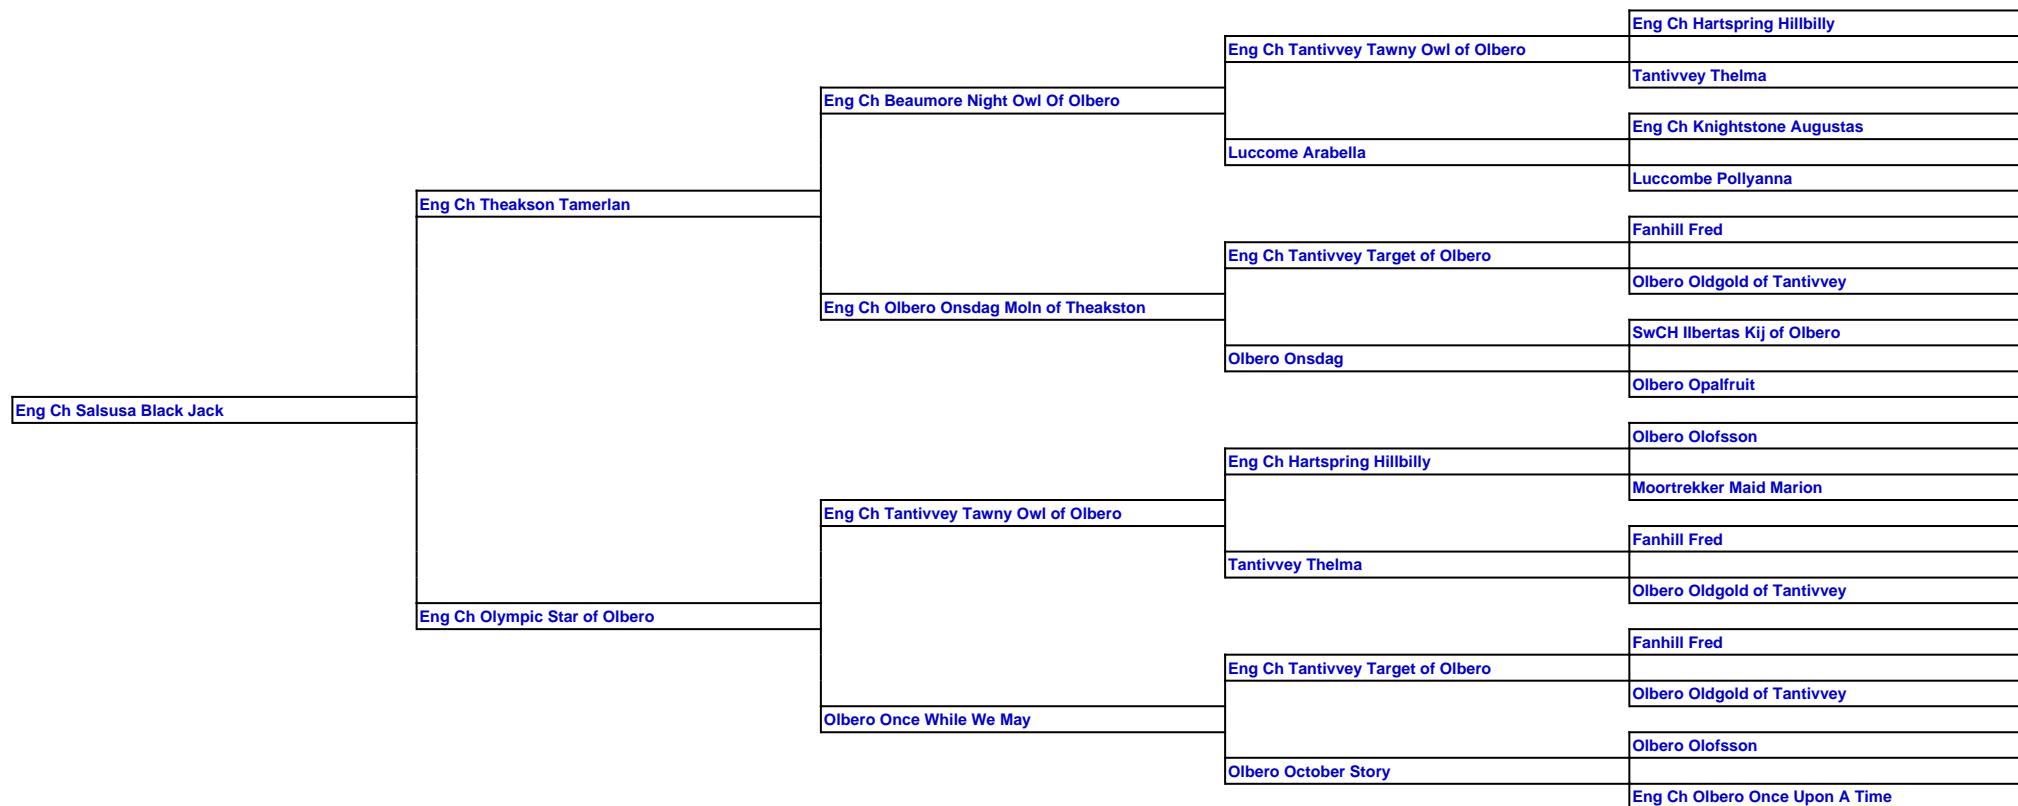 Eng Ch Hartspring Hillbilly
Eng Ch Tantivvey Tawny Owl of Olbero
Tantivvey Thelma
Eng Ch Beaumore Night Owl Of Olbero
Eng Ch Knightstone Augustas
Luccome Arabella
Luccombe Pollyanna
Eng Ch Theakson Tamerlan
Fanhill Fred
Eng Ch Tantivvey Target of Olbero
Olbero Oldgold of Tantivvey
Eng Ch Olbero Onsdag Moln of Theakston
SwCH Ilbertas Kij of Olbero
Olbero Onsdag
Olbero Opalfruit
Eng Ch Salsusa Black Jack
Olbero Olofsson
Eng Ch Hartspring Hillbilly
Moortrekker Maid Marion
Eng Ch Tantivvey Tawny Owl of Olbero
Fanhill Fred
Tantivvey Thelma
Olbero Oldgold of Tantivvey
Eng Ch Olympic Star of Olbero
Fanhill Fred
Eng Ch Tantivvey Target of Olbero
Olbero Oldgold of Tantivvey
Olbero Once While We May
Olbero Olofsson
Olbero October Story
Eng Ch Olbero Once Upon A Time